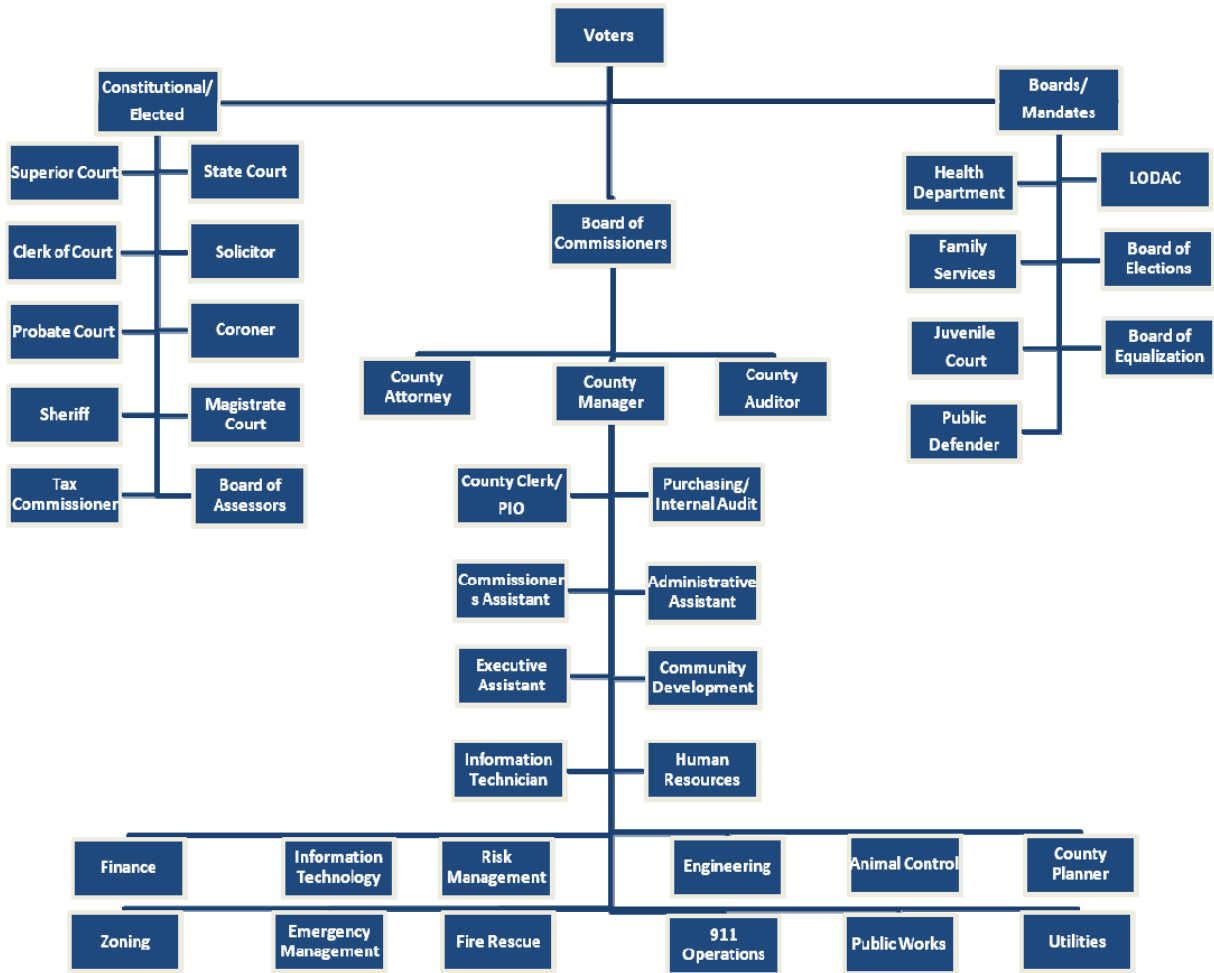 Voters
Constitutional/
Elected
Boards/
Mandates
Superior Court
State Court
Clerk of Court
Solicitor
Probate Court
Coroner
Sheriff
Magistrate
Court
Tax
Commissioner
Board of
Assessors
Board of
Commissioners
Health
Department
LODAC
Family
Services
Board of
Elections
Juvenile
Court
Board of
Equalization
Public
Defender
County
Attorney
County
Manager
County
Auditor
County Clerk/
PIO
Purchasing/
Internal Audit
Commissioner
s Assistant
Administrative
Assistant
Executive
Assistant
Community
Development
Information
Technician
Human
Resources
Finance
Information
Technology
Risk
Management
Engineering
Animal Control
County
Planner
Zoning
Emergency
Management
Fire Rescue
911
Operations
Public Works
Utilities